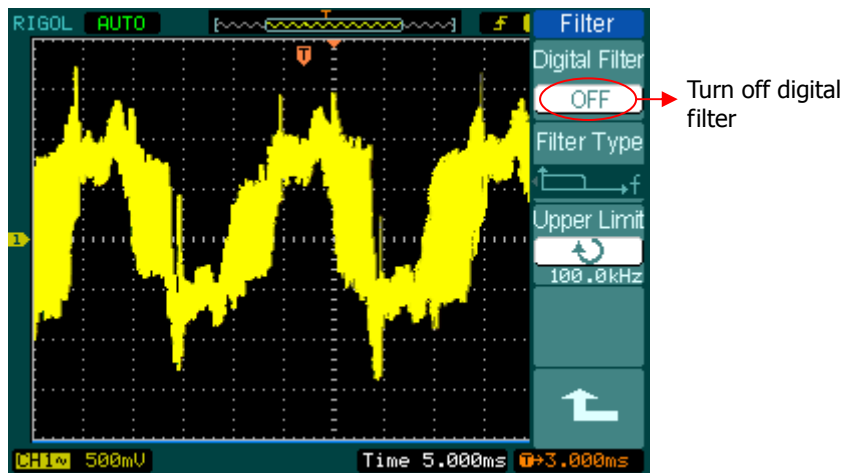 RIGOL AUTO T f Filter
T
Digital Filter
OFF
Turn off digital
filter
Filter Type
f
Upper Limit
100.0kHz
1
CH1~ 500mV Time 5.000ms T→3.000ms